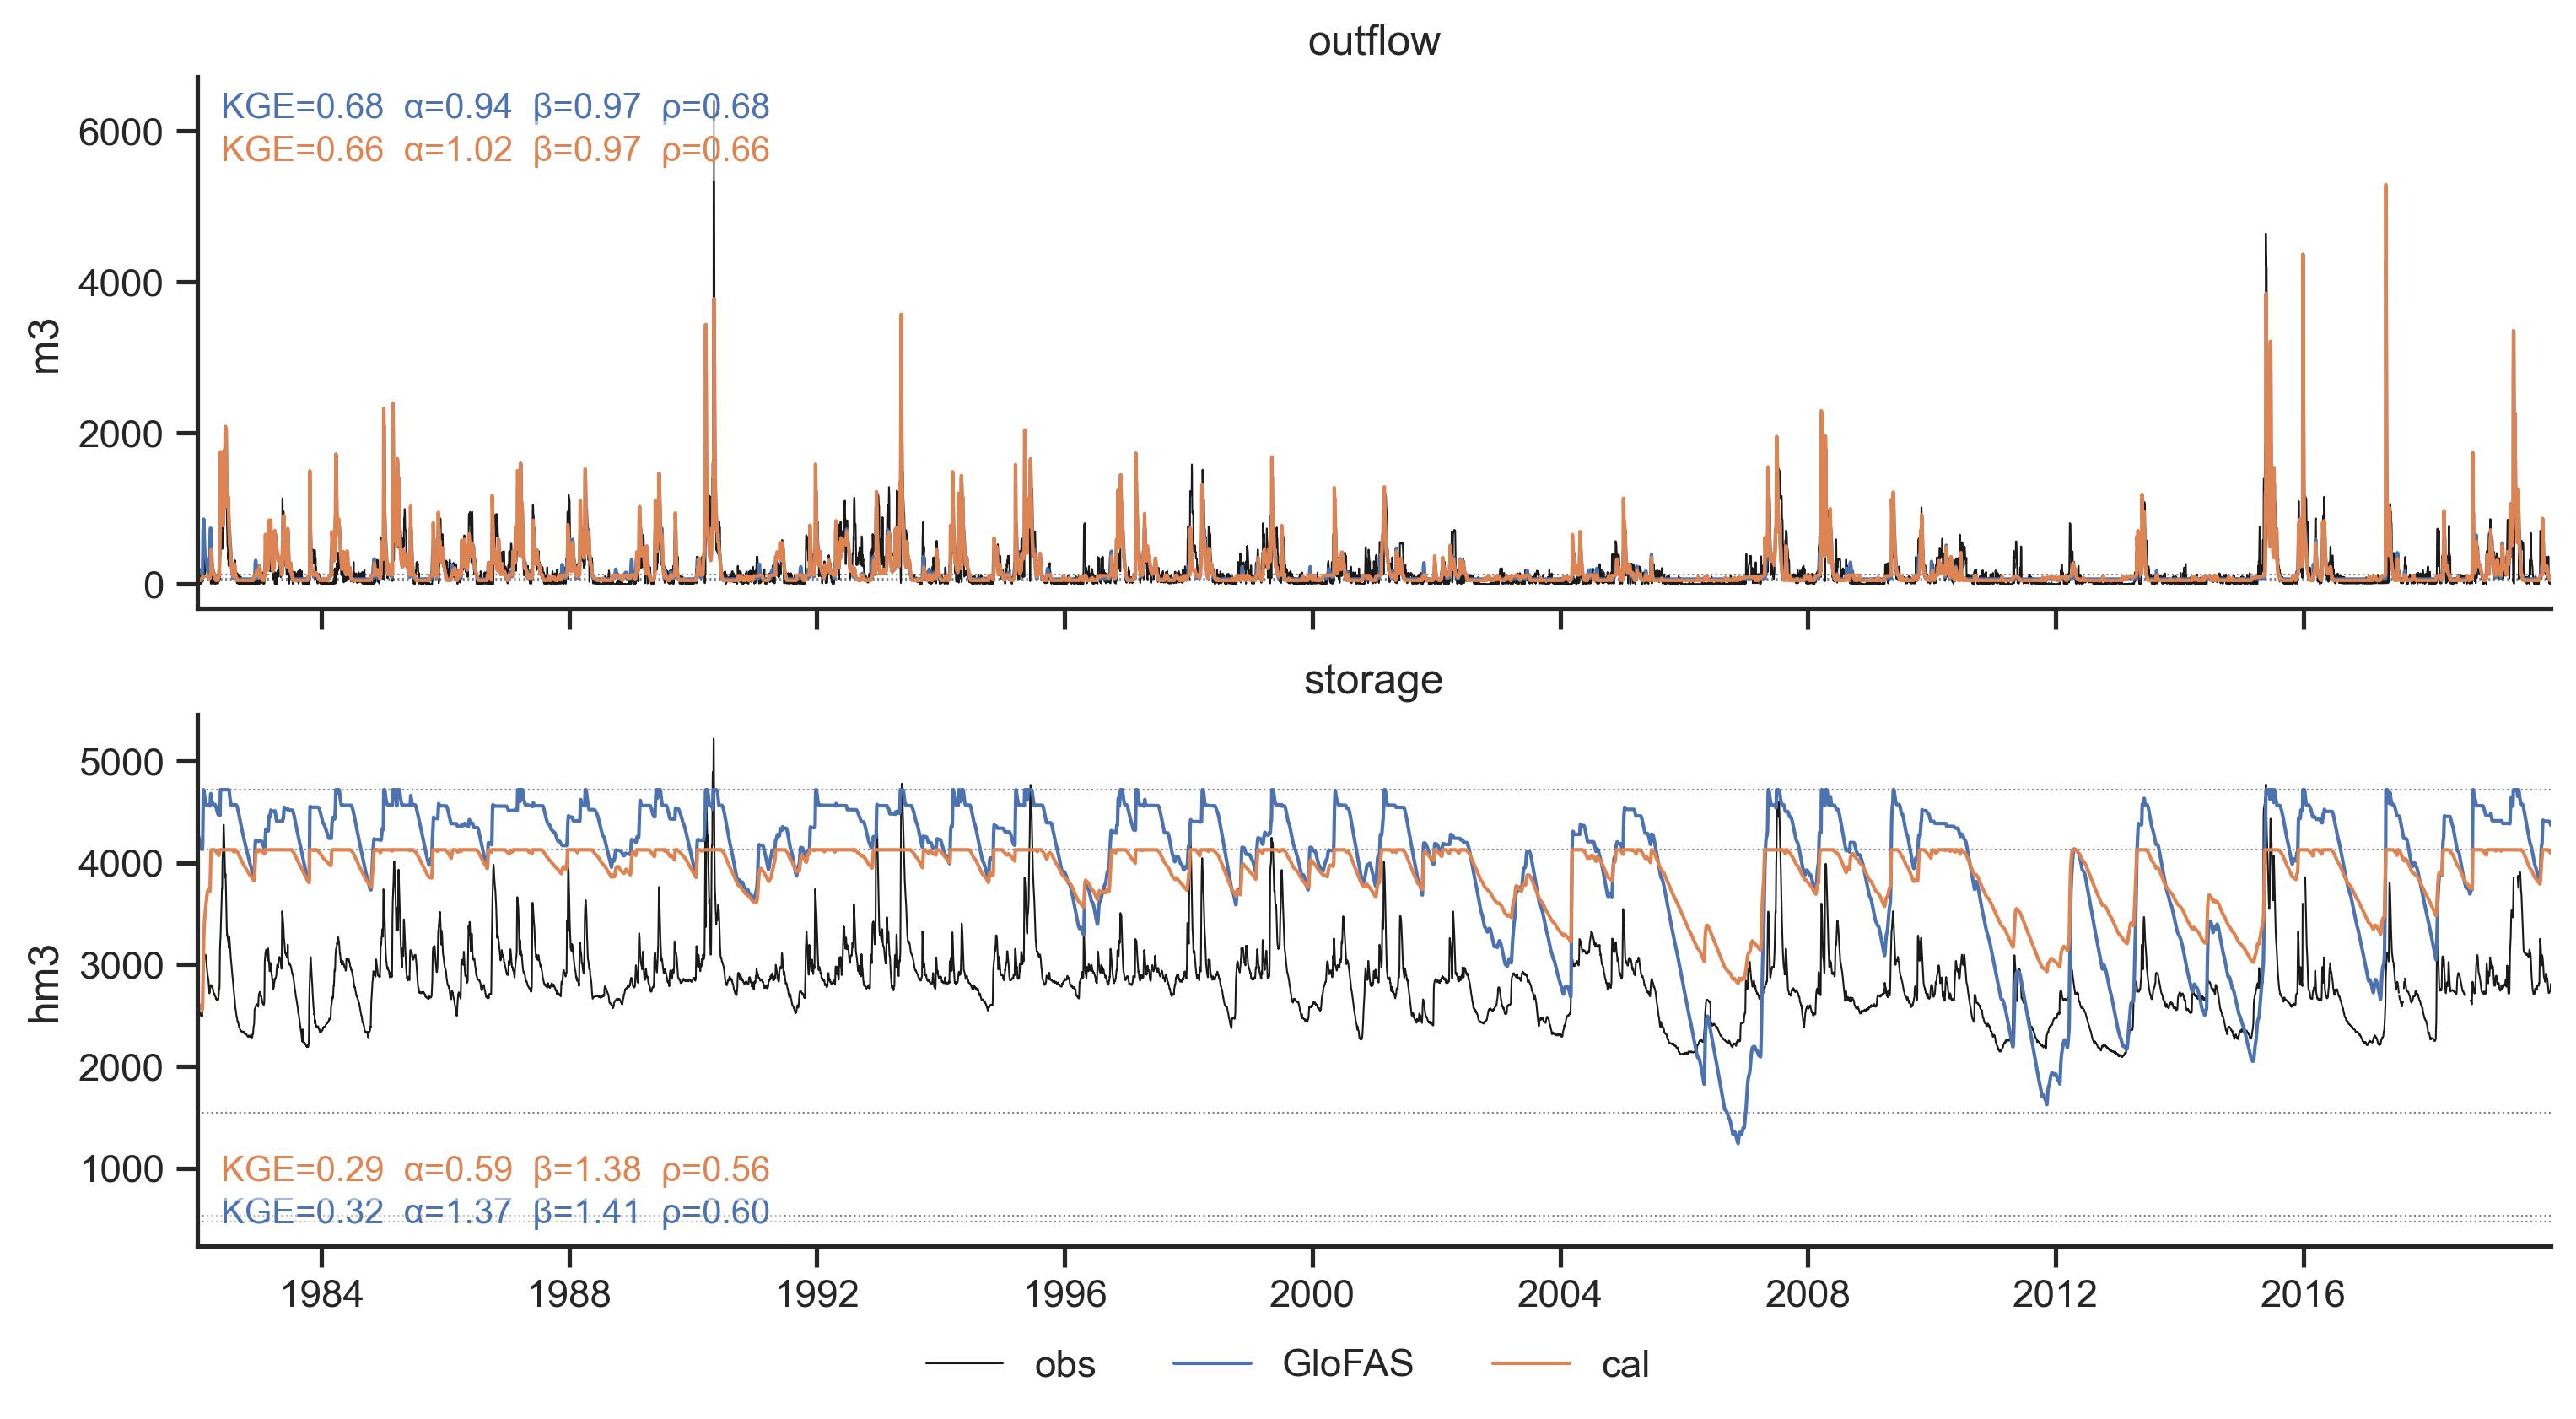 outflow
KGE=0.68 α=0.94 β=0.97 ρ=0.68
KGE=0.66 α=1.02 β=0.97 ρ=0.66
6000
4000
2000
0
m3
storage
5000
4000
3000
2000
1000
hm3
KGE=0.29 α=0.59 β=1.38 ρ=0.56
KGE=0.32 α=1.37 β=1.41 ρ=0.60
1984 1988 1992 1996 2000 2004 2008 2012 2016
obs GloFAS cal